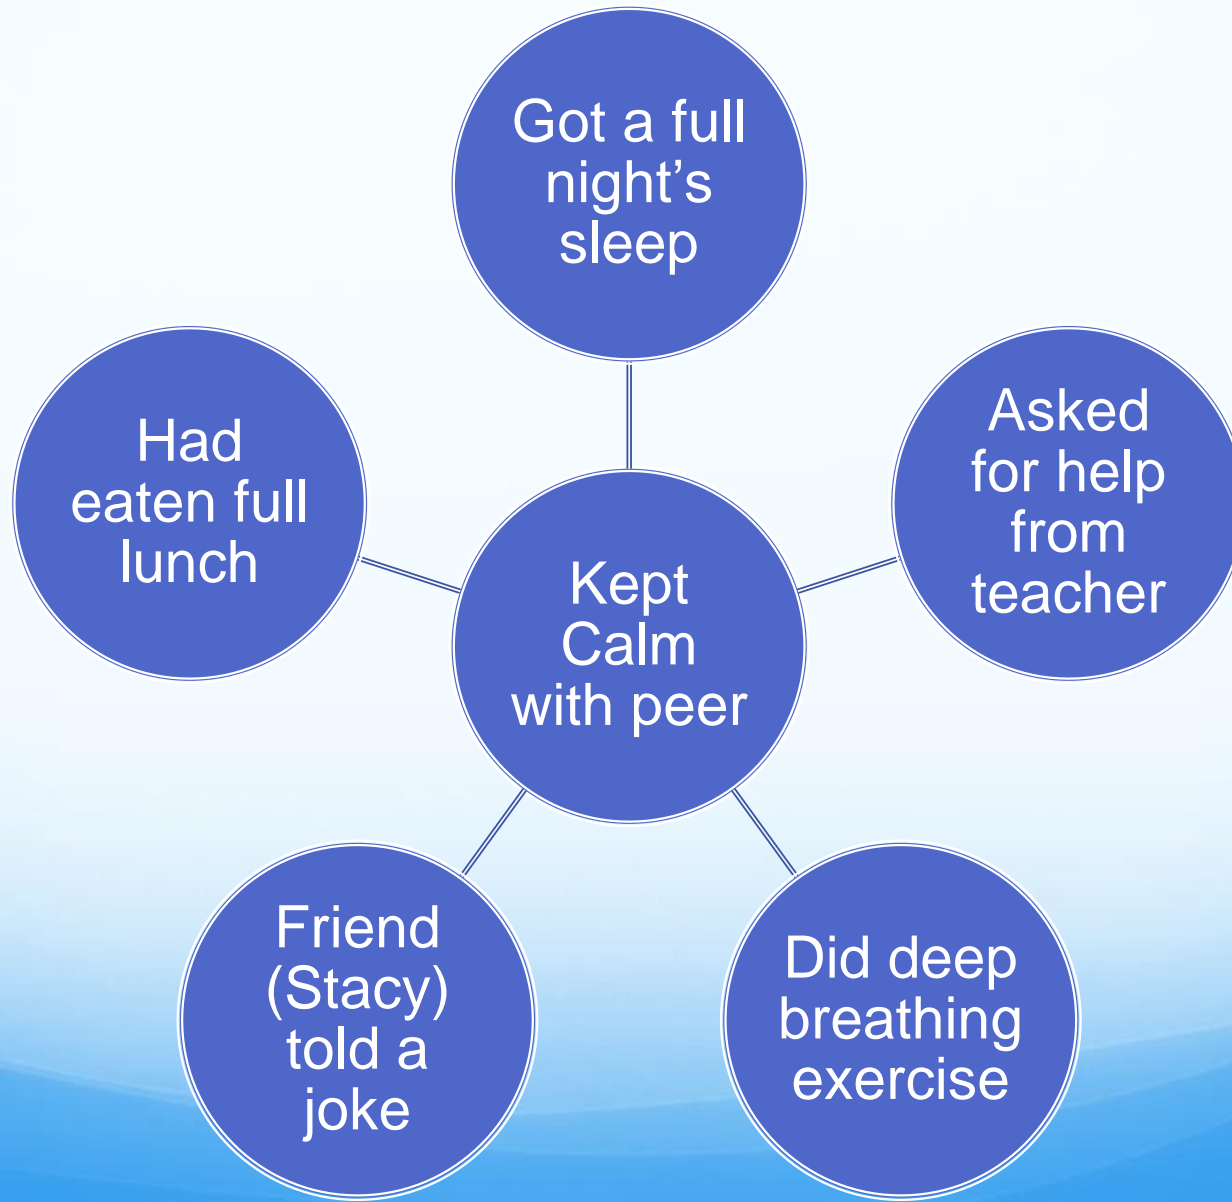 Got a full
night’s
sleep
Had
eaten full
lunch
Asked
for help
from
teacher
Kept
Calm
with peer
Friend
(Stacy)
told a
joke
Did deep
breathing
exercise